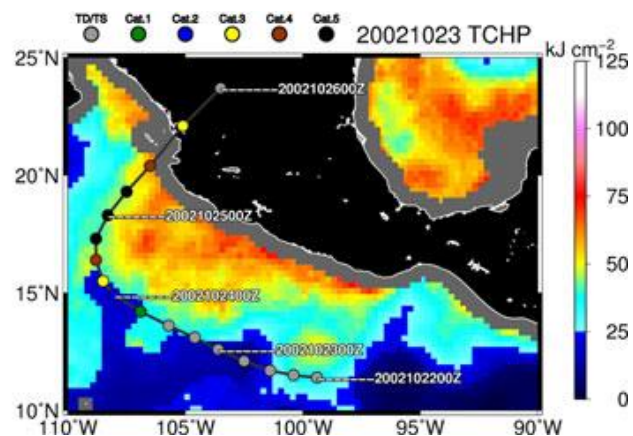 TD/TS Cat.1 Cat.2 Cat.3 Cat.4 Cat.5 20021023 TCHP
kJ cm−2
25°N
125
2002102600Z
100
20°N
75
2002102500Z
50
15°N
2002102400Z
25
2002102300Z
2002102200Z
10°N
0
110°W 105°W 100°W 95°W 90°W